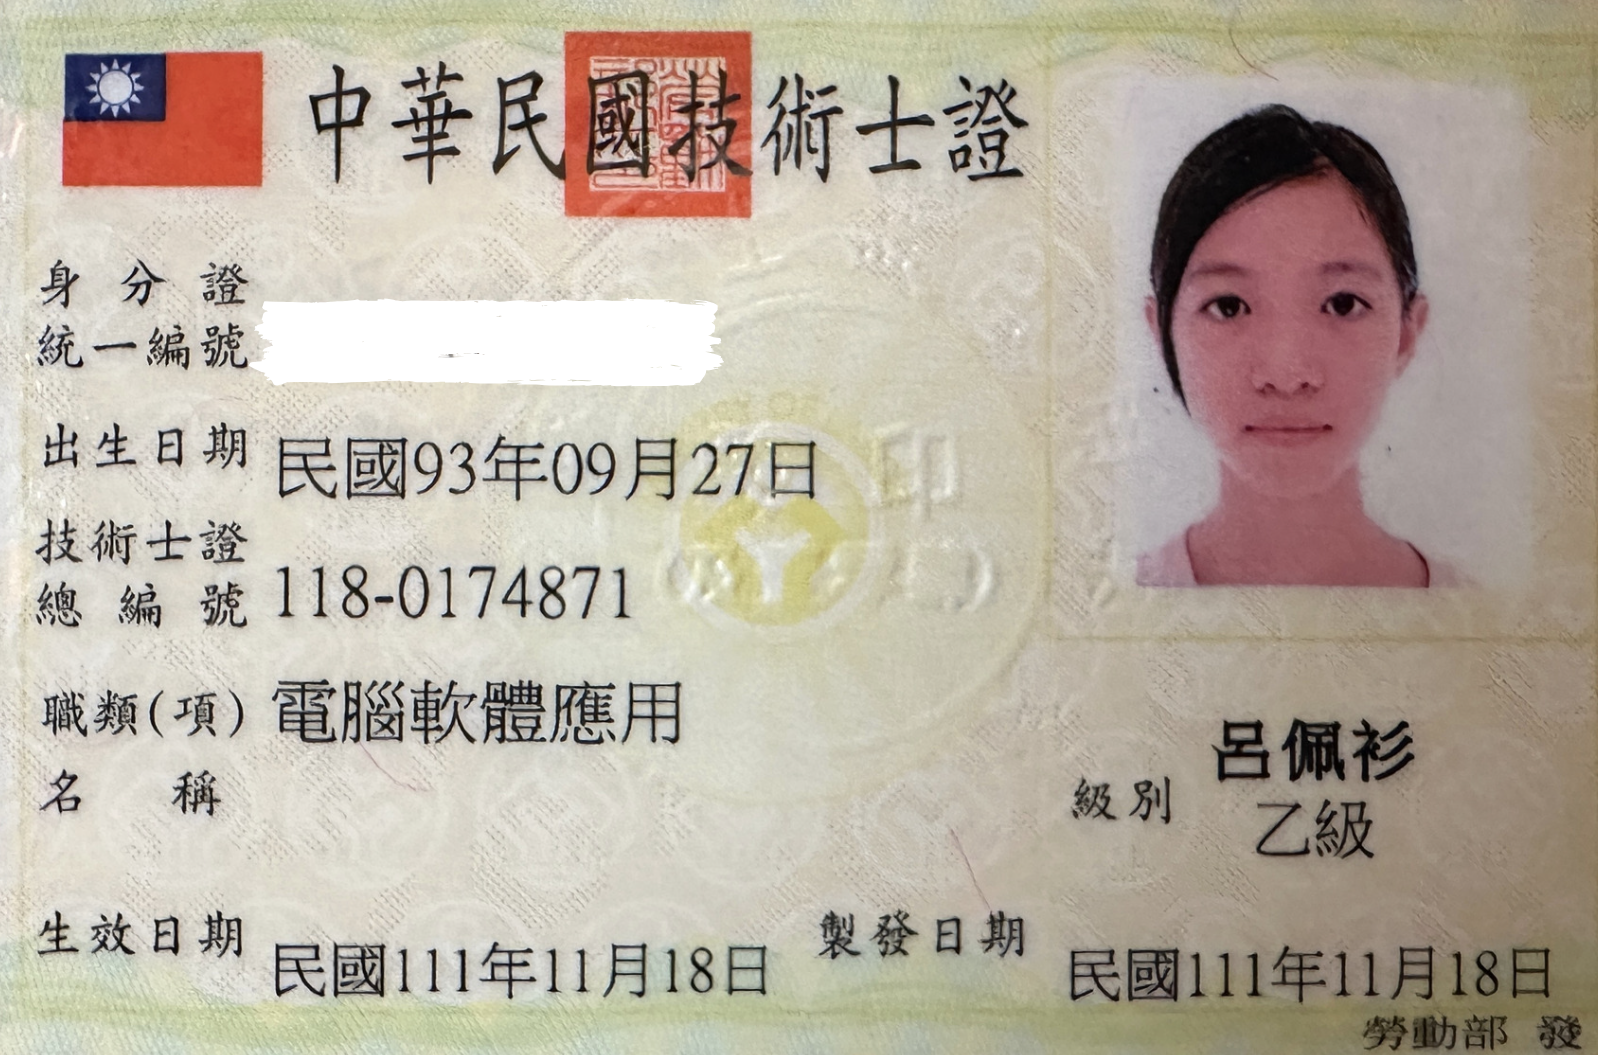 中華民國技術士證
身分證
統一編號
出生日期 民國93年09月27日
技術士證
總編號 118-0174871
職類(項) 電腦軟體應用
名稱
呂佩衫
級別 乙級
生效日期 民國111年11月18日
製發日期 民國111年11月18日
勞動部 發